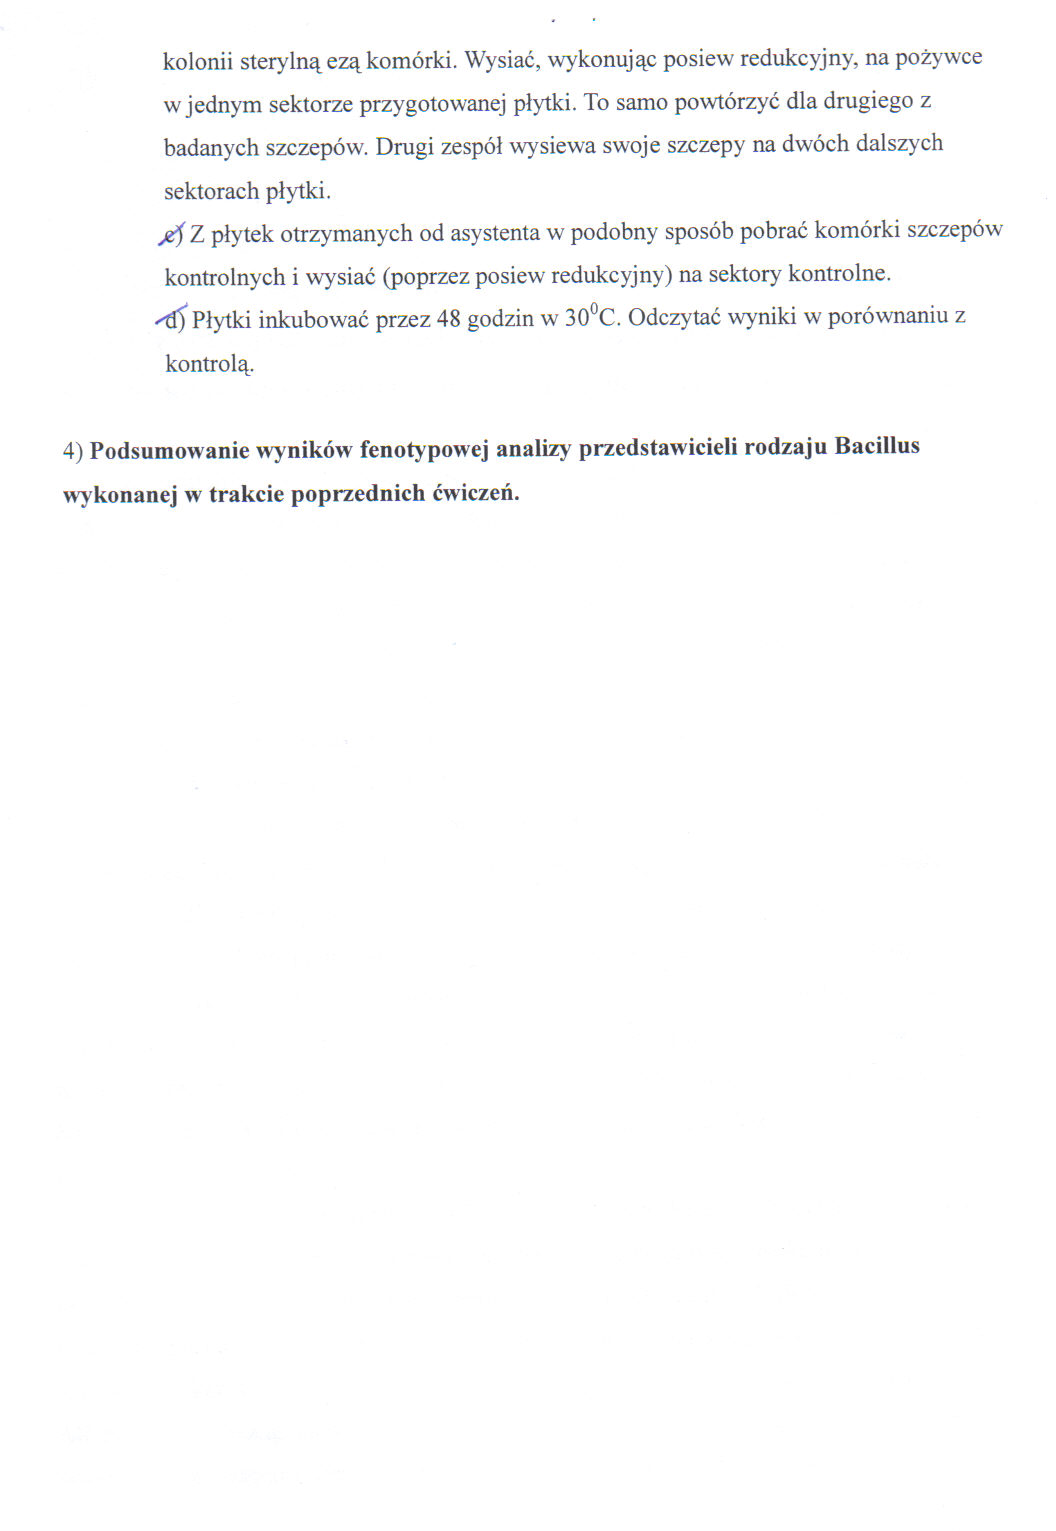 kolonii sterylną ezą komórki. Wysiać, wykonując posiew redukcyjny, na pożywce
w jednym sektorze przygotowanej płytki. To samo powtórzyć dla drugiego z
badanych szczepów. Drugi zespół wysiewa swoje szczepy na dwóch dalszych
sektorach płytki.
c) Z płytek otrzymanych od asystenta w podobny sposób pobrać komórki szczepów
kontrolnych i wysiać (poprzez posiew redukcyjny) na sektory kontrolne.
d) Płytki inkubować przez 48 godzin w 30⁰C. Odczytać wyniki w porównaniu z
kontrolą.
4) Podsumowanie wyników fenotypowej analizy przedstawicieli rodzaju Bacillus
wykonanej w trakcie poprzednich ćwiczeń.